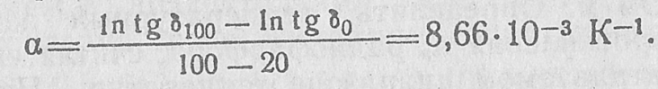 α = (ln tg δ₁₀₀ — ln tg δ₀) / (100 — 20) = 8,66·10⁻³ К⁻¹.